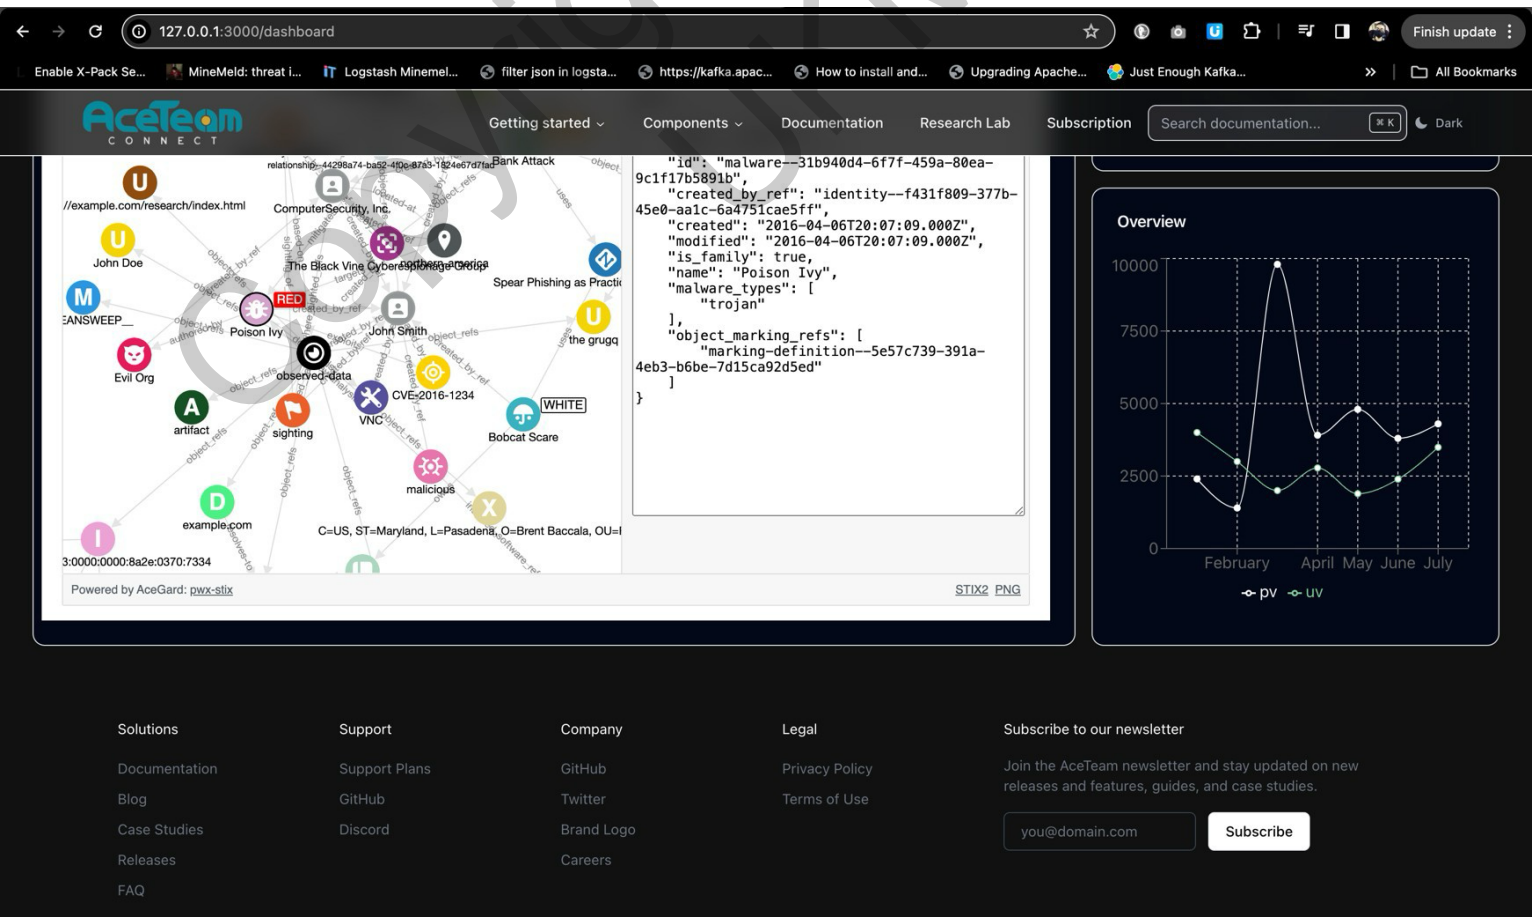 127.0.0.1:3000/dashboard
Finish update
Enable X-Pack Se...
MineMeld: threat i...
Logstash Minemel...
filter json in logsta...
https://kafka.apac...
How to install and...
Upgrading Apache...
Just Enough Kafka...
»
All Bookmarks
AceTeam
CONNECT
Getting started
Components
Documentation
Research Lab
Subscription
Search documentation...
⌘ K
Dark
relationship--44298a74-ba52-4f0c-87a3-1824e67d7fad
Bank Attack
object_refs
uses
U
//example.com/research/index.html
ComputerSecurity, Inc.
U
John Doe
The Black Vine Cyberespionage Group
northern-america
Spear Phishing as Practic
M
EANSWEEP__
RED
Poison Ivy
created_by_ref
John Smith
U
the grugq
Evil Org
observed-data
CVE-2016-1234
A
artifact
sighting
VNC
WHITE
Bobcat Scare
malicious
D
example.com
X
C=US, ST=Maryland, L=Pasadena, O=Brent Baccala, OU=F
I
3:0000:0000:8a2e:0370:7334
"id": "malware--31b940d4-6f7f-459a-80ea-
9c1f17b5891b",
"created_by_ref": "identity--f431f809-377b-
45e0-aa1c-6a4751cae5ff",
"created": "2016-04-06T20:07:09.000Z",
"modified": "2016-04-06T20:07:09.000Z",
"is_family": true,
"name": "Poison Ivy",
"malware_types": [
"trojan"
],
"object_marking_refs": [
"marking-definition--5e57c739-391a-
4eb3-b6be-7d15ca92d5ed"
]
}
Powered by AceGard: pwx-stix
STIX2 PNG
Overview
10000
7500
5000
2500
0
February April May June July
pv uv
Solutions
Documentation
Blog
Case Studies
Releases
FAQ
Support
Support Plans
GitHub
Discord
Company
GitHub
Twitter
Brand Logo
Careers
Legal
Privacy Policy
Terms of Use
Subscribe to our newsletter
Join the AceTeam newsletter and stay updated on new
releases and features, guides, and case studies.
you@domain.com
Subscribe